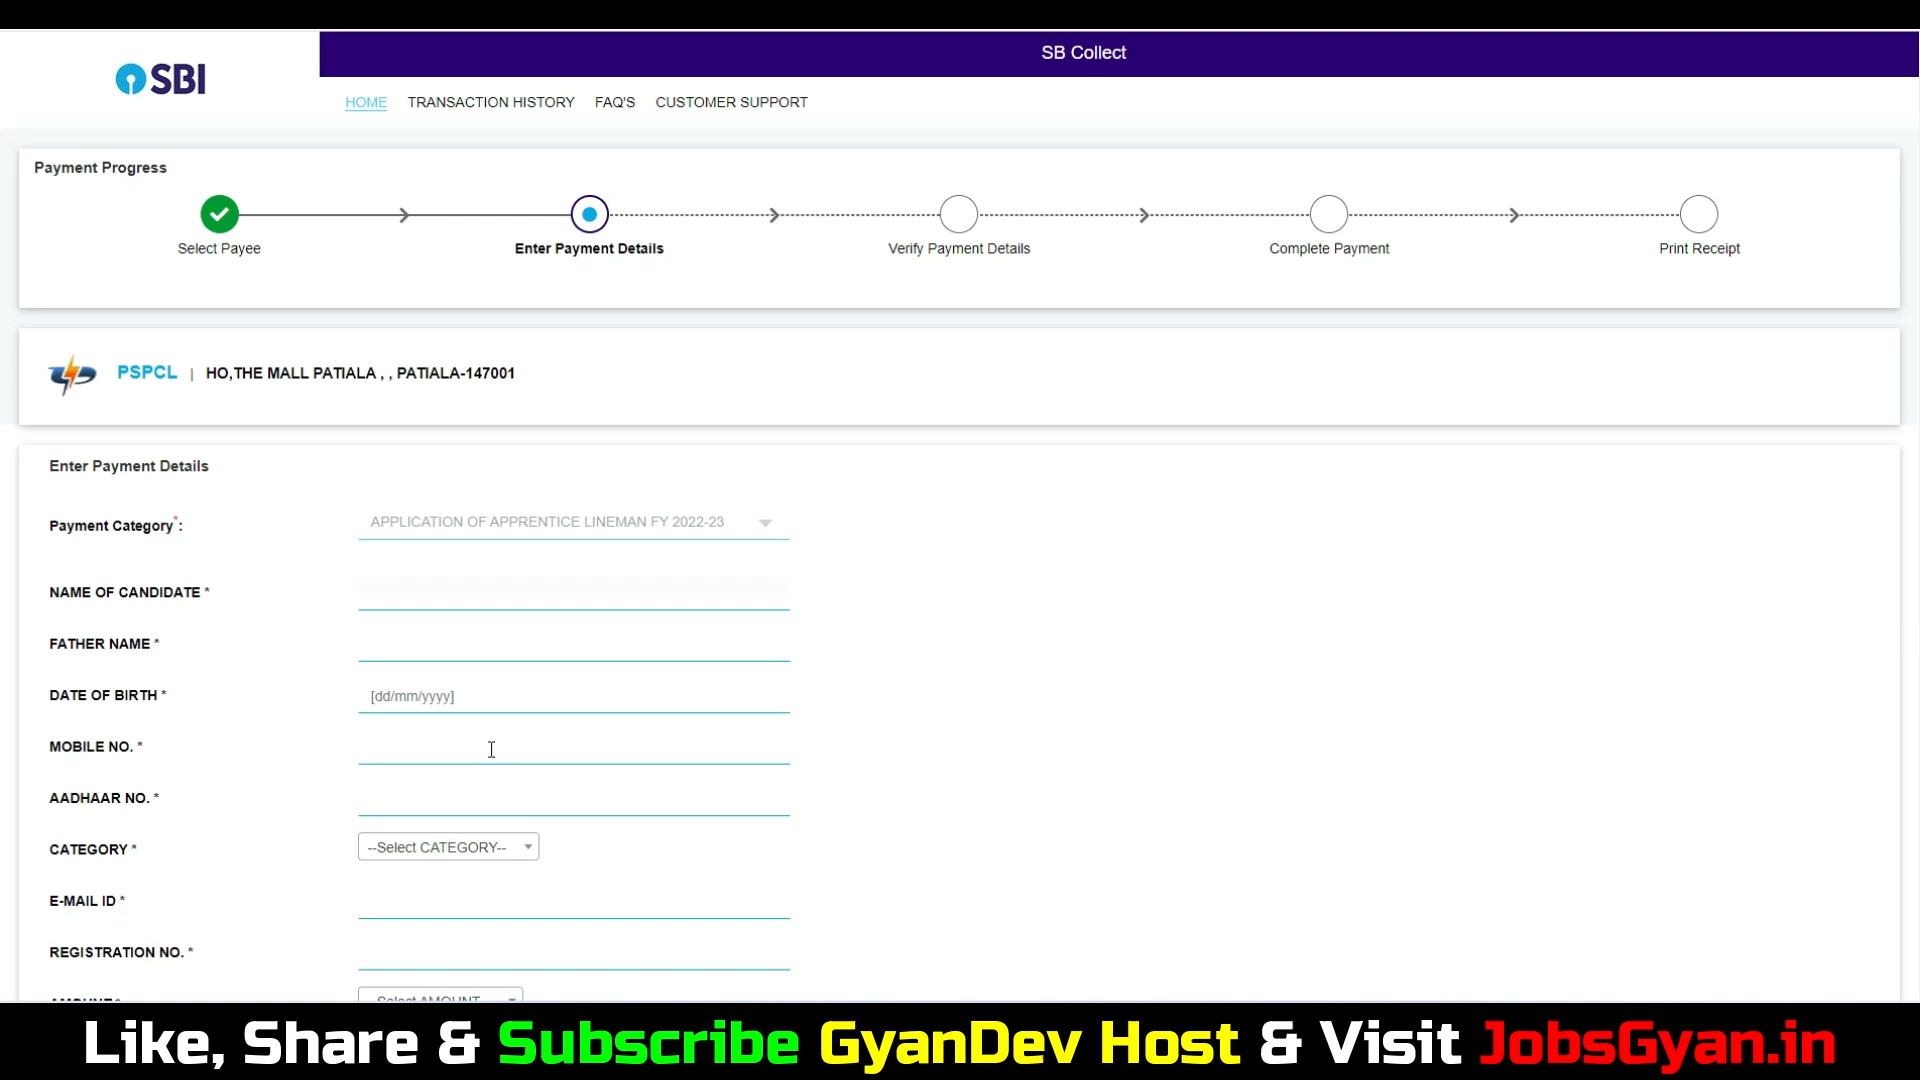 SBI
SB Collect
HOME TRANSACTION HISTORY FAQ'S CUSTOMER SUPPORT
Payment Progress
Select Payee Enter Payment Details Verify Payment Details Complete Payment Print Receipt
PSPCL | HO,THE MALL PATIALA , , PATIALA-147001
Enter Payment Details
Payment Category*: APPLICATION OF APPRENTICE LINEMAN FY 2022-23
NAME OF CANDIDATE *
FATHER NAME *
DATE OF BIRTH * [dd/mm/yyyy]
MOBILE NO. *
AADHAAR NO. *
CATEGORY * --Select CATEGORY--
E-MAIL ID *
REGISTRATION NO. *
AMOUNT * --Select AMOUNT--
Like, Share & Subscribe GyanDev Host & Visit JobsGyan.in